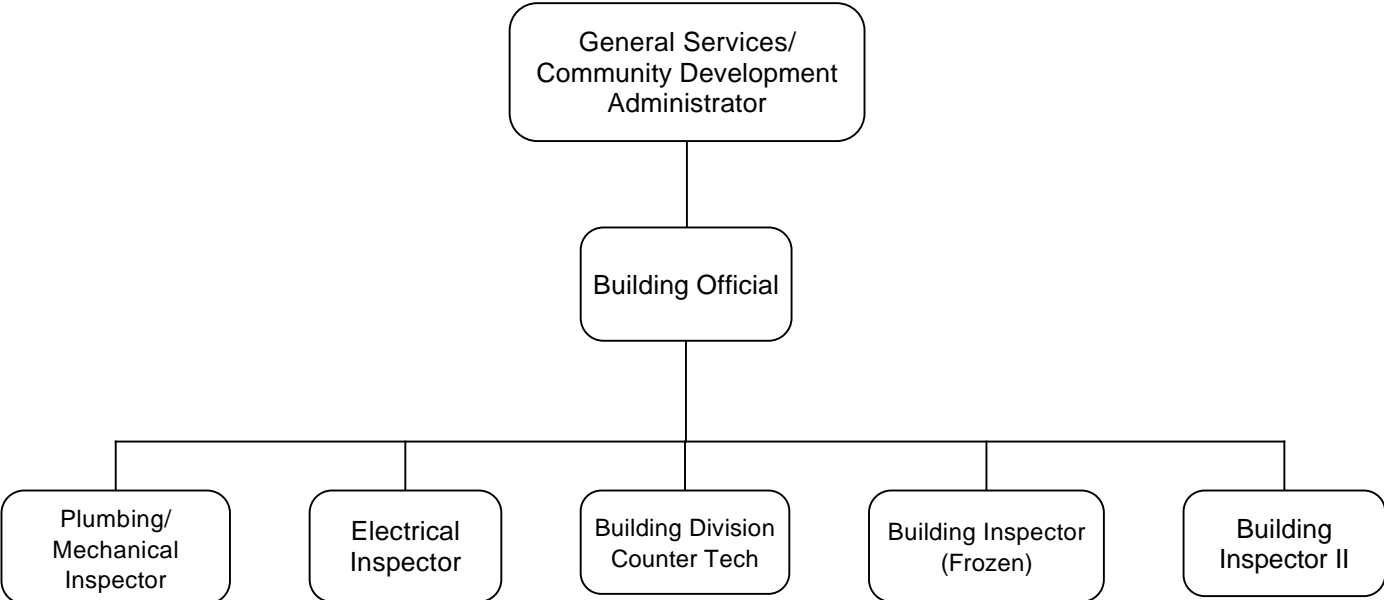 General Services/
Community Development
Administrator
Building Official
Plumbing/
Mechanical
Inspector
Electrical
Inspector
Building Division
Counter Tech
Building Inspector
(Frozen)
Building
Inspector II